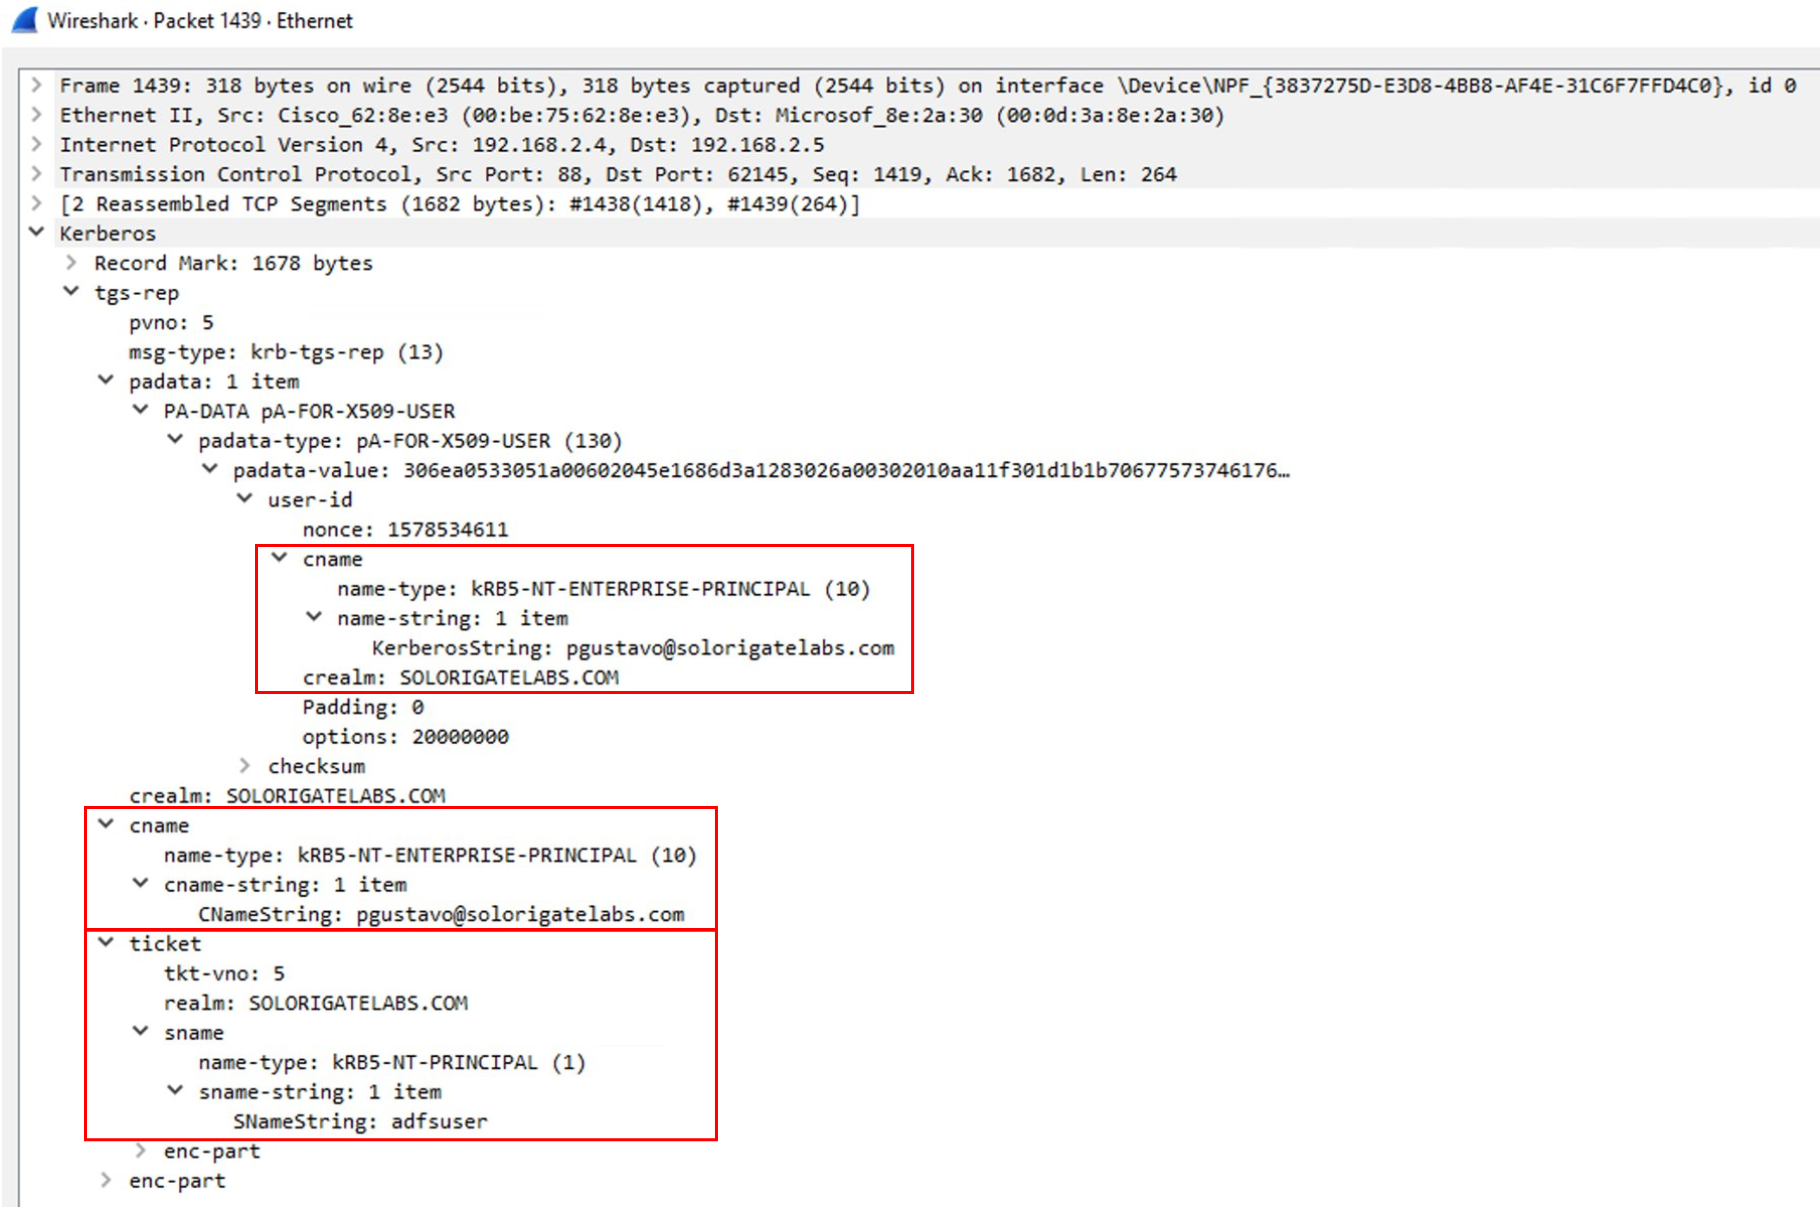 Wireshark · Packet 1439 · Ethernet
Frame 1439: 318 bytes on wire (2544 bits), 318 bytes captured (2544 bits) on interface \Device\NPF_{3837275D-E3D8-4BB8-AF4E-31C6F7FFD4C0}, id 0
Ethernet II, Src: Cisco_62:8e:e3 (00:be:75:62:8e:e3), Dst: Microsof_8e:2a:30 (00:0d:3a:8e:2a:30)
Internet Protocol Version 4, Src: 192.168.2.4, Dst: 192.168.2.5
Transmission Control Protocol, Src Port: 88, Dst Port: 62145, Seq: 1419, Ack: 1682, Len: 264
[2 Reassembled TCP Segments (1682 bytes): #1438(1418), #1439(264)]
Kerberos
Record Mark: 1678 bytes
tgs-rep
pvno: 5
msg-type: krb-tgs-rep (13)
padata: 1 item
PA-DATA pA-FOR-X509-USER
padata-type: pA-FOR-X509-USER (130)
padata-value: 306ea0533051a00602045e1686d3a1283026a00302010aa11f301d1b1b70677573746176…
user-id
nonce: 1578534611
cname
name-type: kRB5-NT-ENTERPRISE-PRINCIPAL (10)
name-string: 1 item
KerberosString: pgustavo@solorigatelabs.com
crealm: SOLORIGATELABS.COM
Padding: 0
options: 20000000
checksum
crealm: SOLORIGATELABS.COM
cname
name-type: kRB5-NT-ENTERPRISE-PRINCIPAL (10)
cname-string: 1 item
CNameString: pgustavo@solorigatelabs.com
ticket
tkt-vno: 5
realm: SOLORIGATELABS.COM
sname
name-type: kRB5-NT-PRINCIPAL (1)
sname-string: 1 item
SNameString: adfsuser
enc-part
enc-part